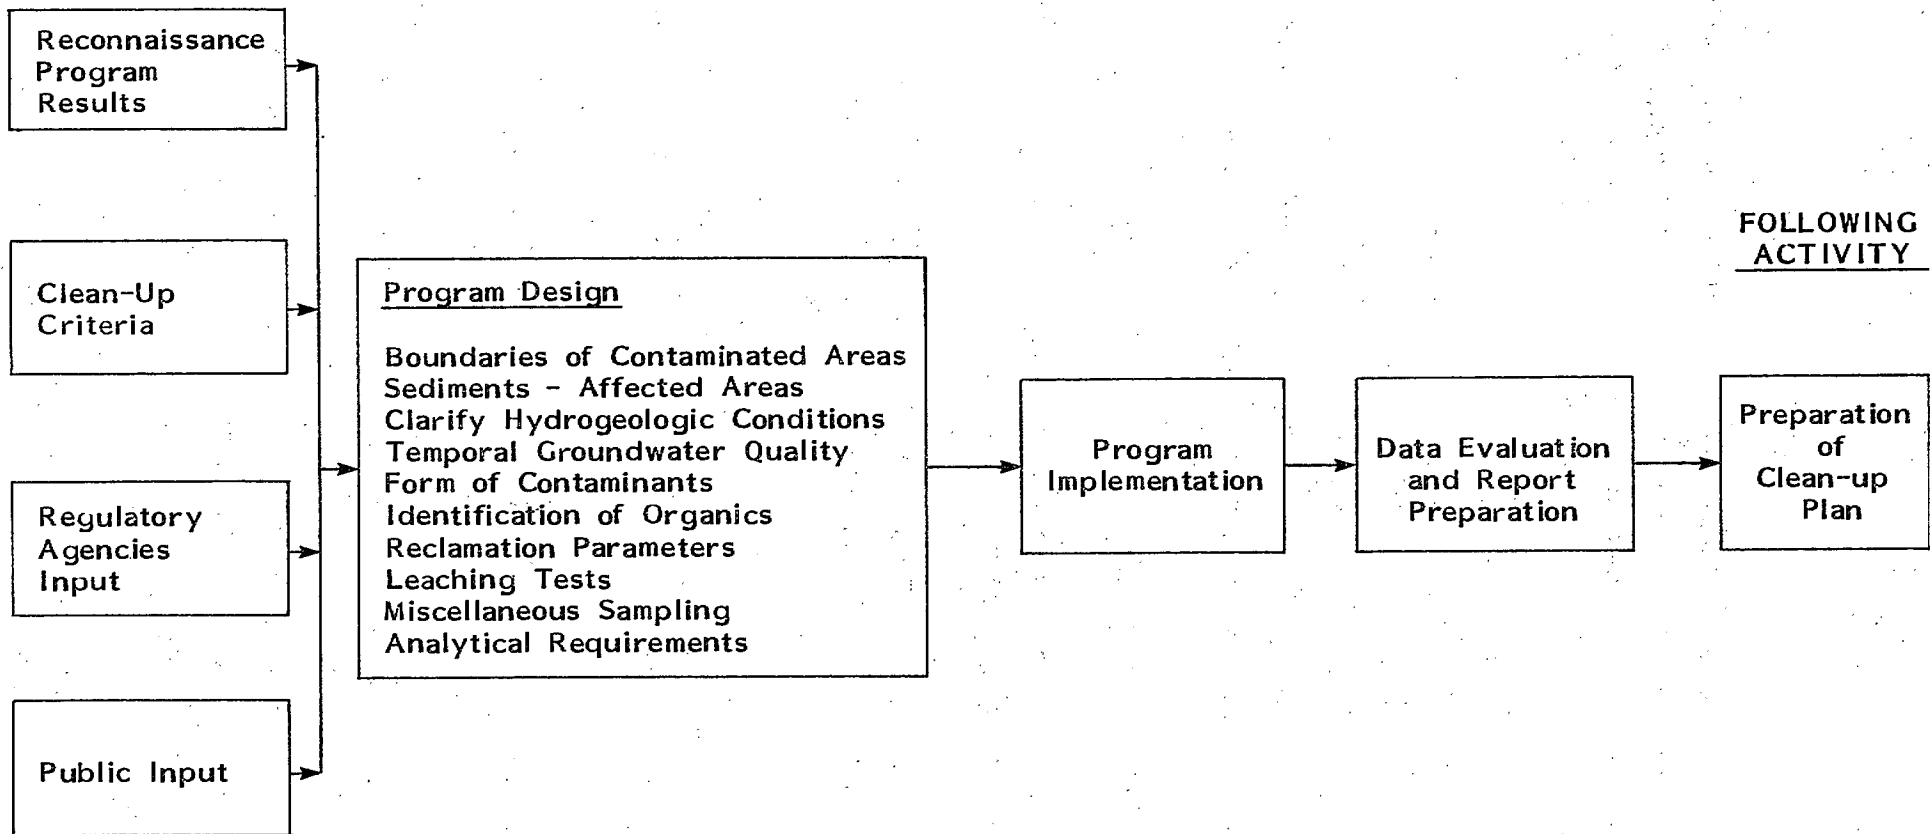 Reconnaissance
Program
Results
Clean-Up
Criteria
Regulatory
Agencies
Input
Public Input
Program Design
Boundaries of Contaminated Areas
Sediments - Affected Areas
Clarify Hydrogeologic Conditions
Temporal Groundwater Quality
Form of Contaminants
Identification of Organics
Reclamation Parameters
Leaching Tests
Miscellaneous Sampling
Analytical Requirements
Program
Implementation
Data Evaluation
and Report
Preparation
FOLLOWING
ACTIVITY
Preparation
of
Clean-up
Plan